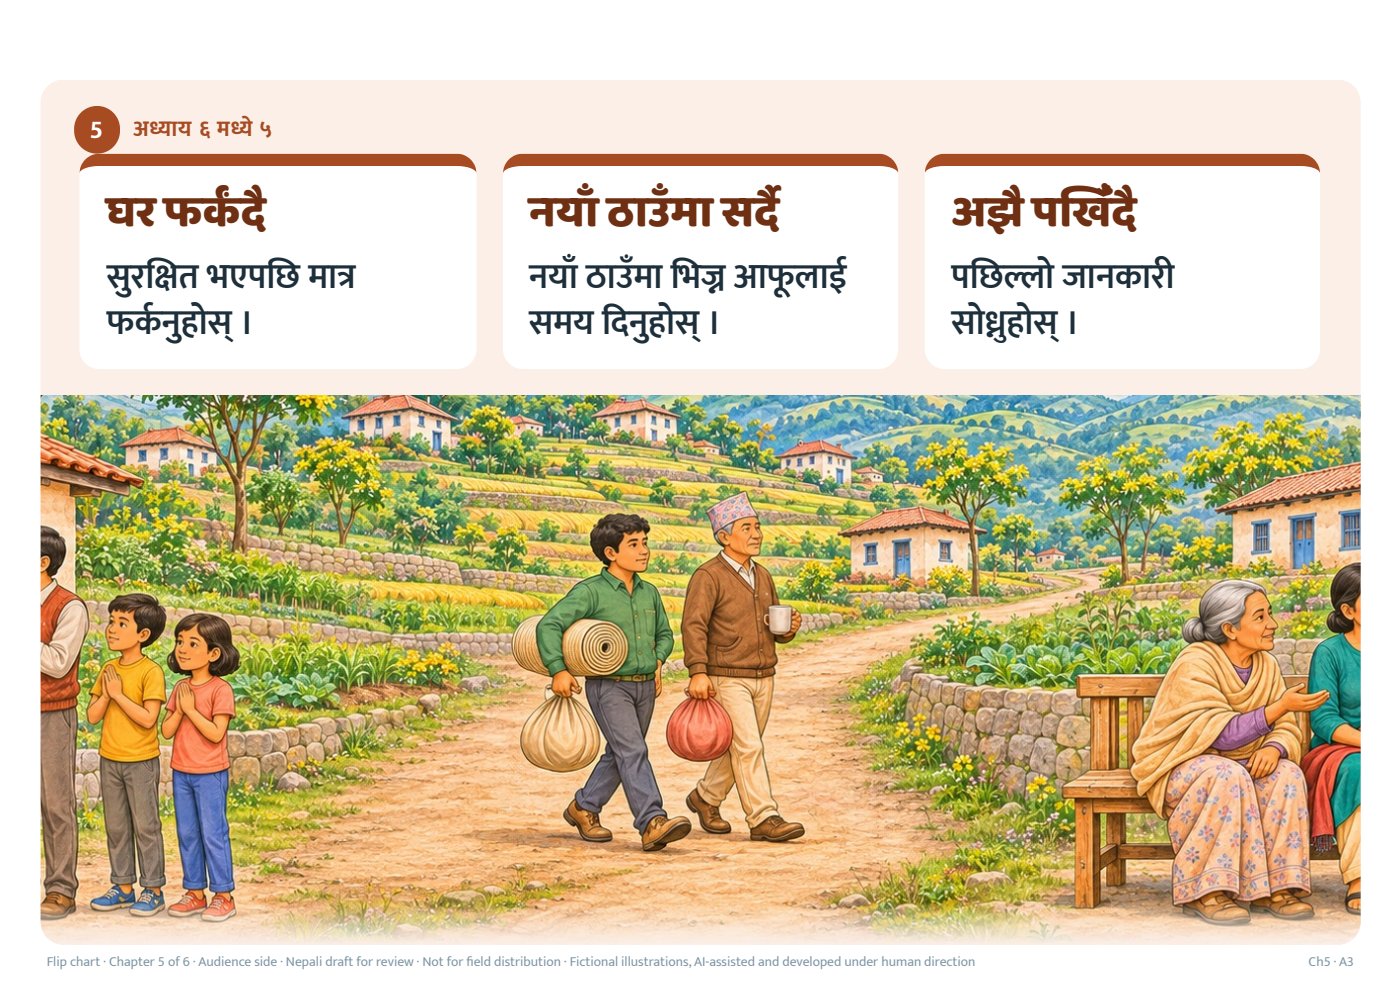 5 अध्याय ६ मध्ये ५
घर फर्कंदै
सुरक्षित भएपछि मात्र
फर्कनुहोस् ।
नयाँ ठाउँमा सर्दै
नयाँ ठाउँमा भिज्न आफूलाई
समय दिनुहोस् ।
अझै पर्खिँदै
पछिल्लो जानकारी
सोध्नुहोस् ।
Flip chart · Chapter 5 of 6 · Audience side · Nepali draft for review · Not for field distribution · Fictional illustrations, AI-assisted and developed under human direction
Ch5 · A3